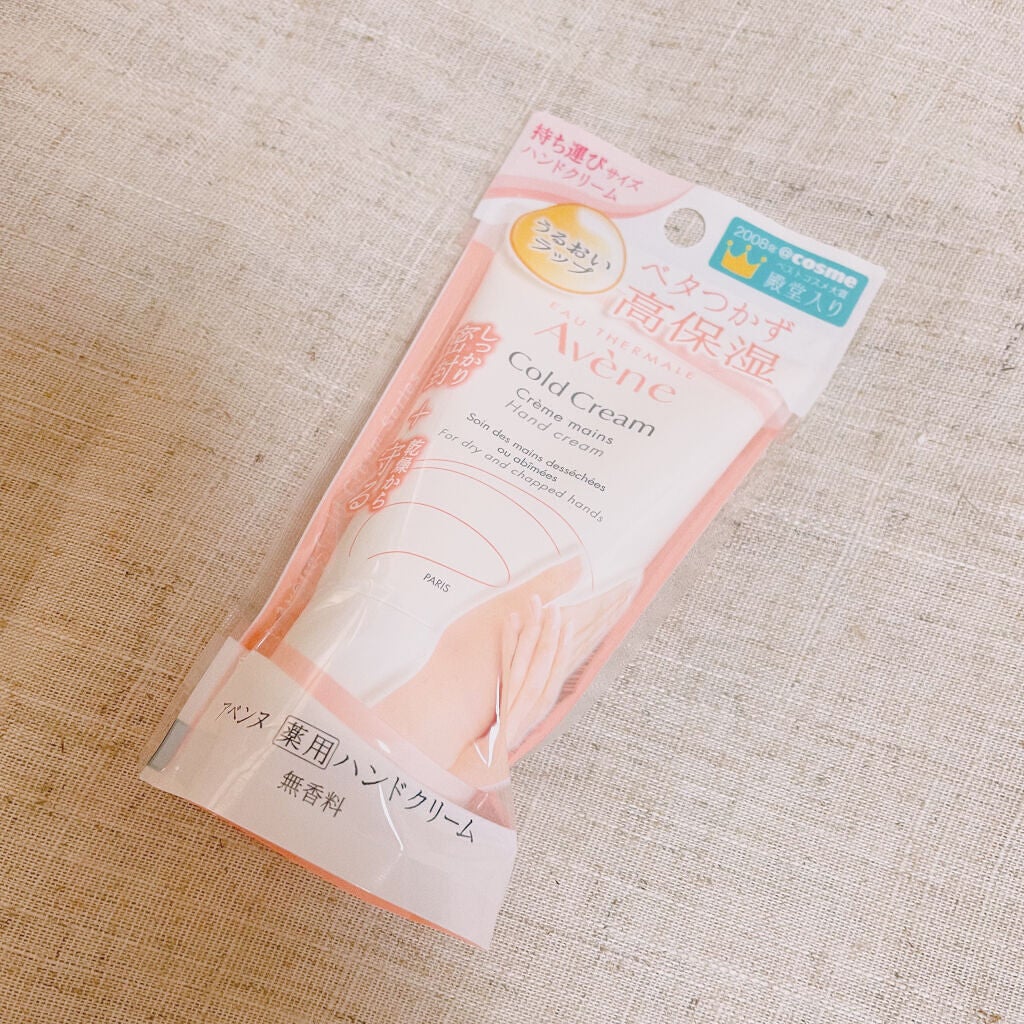 持ち運びサイズ
ハンドクリーム
うるおい
ラップ
2008年 @cosme
ベストコスメ大賞
殿堂入り
ベタつかず
高保湿
EAU THERMALE
Avène
Cold Cream
Crème mains
Hand cream
Soin des mains desséchées
ou abîmées
For dry and chapped hands
しっかり
密封
+
乾燥から
PARIS
アベンヌ 薬用 ハンドクリーム
無香料